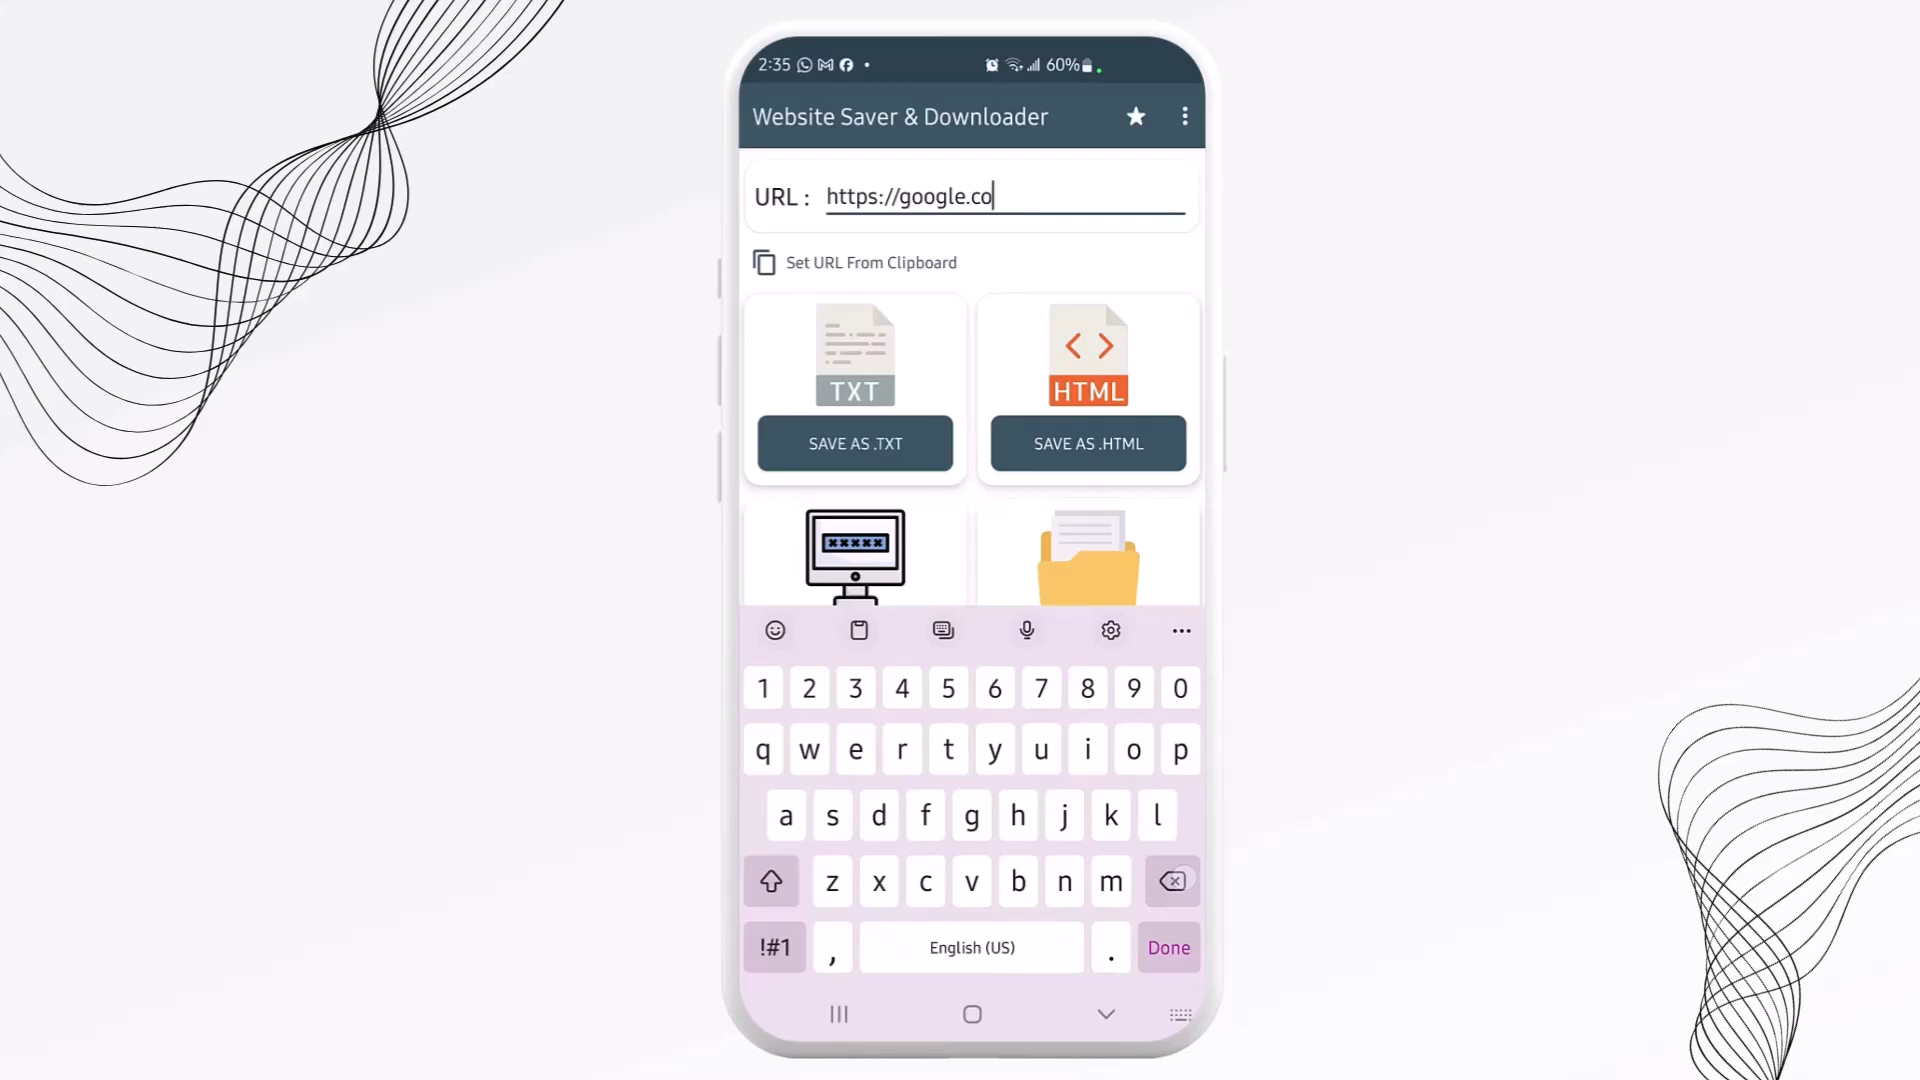 2:35 60%
Website Saver & Downloader
URL : https://google.co
Set URL From Clipboard
TXT HTML
SAVE AS .TXT SAVE AS .HTML
1 2 3 4 5 6 7 8 9 0
q w e r t y u i o p
a s d f g h j k l
z x c v b n m
!#1 , English (US) . Done